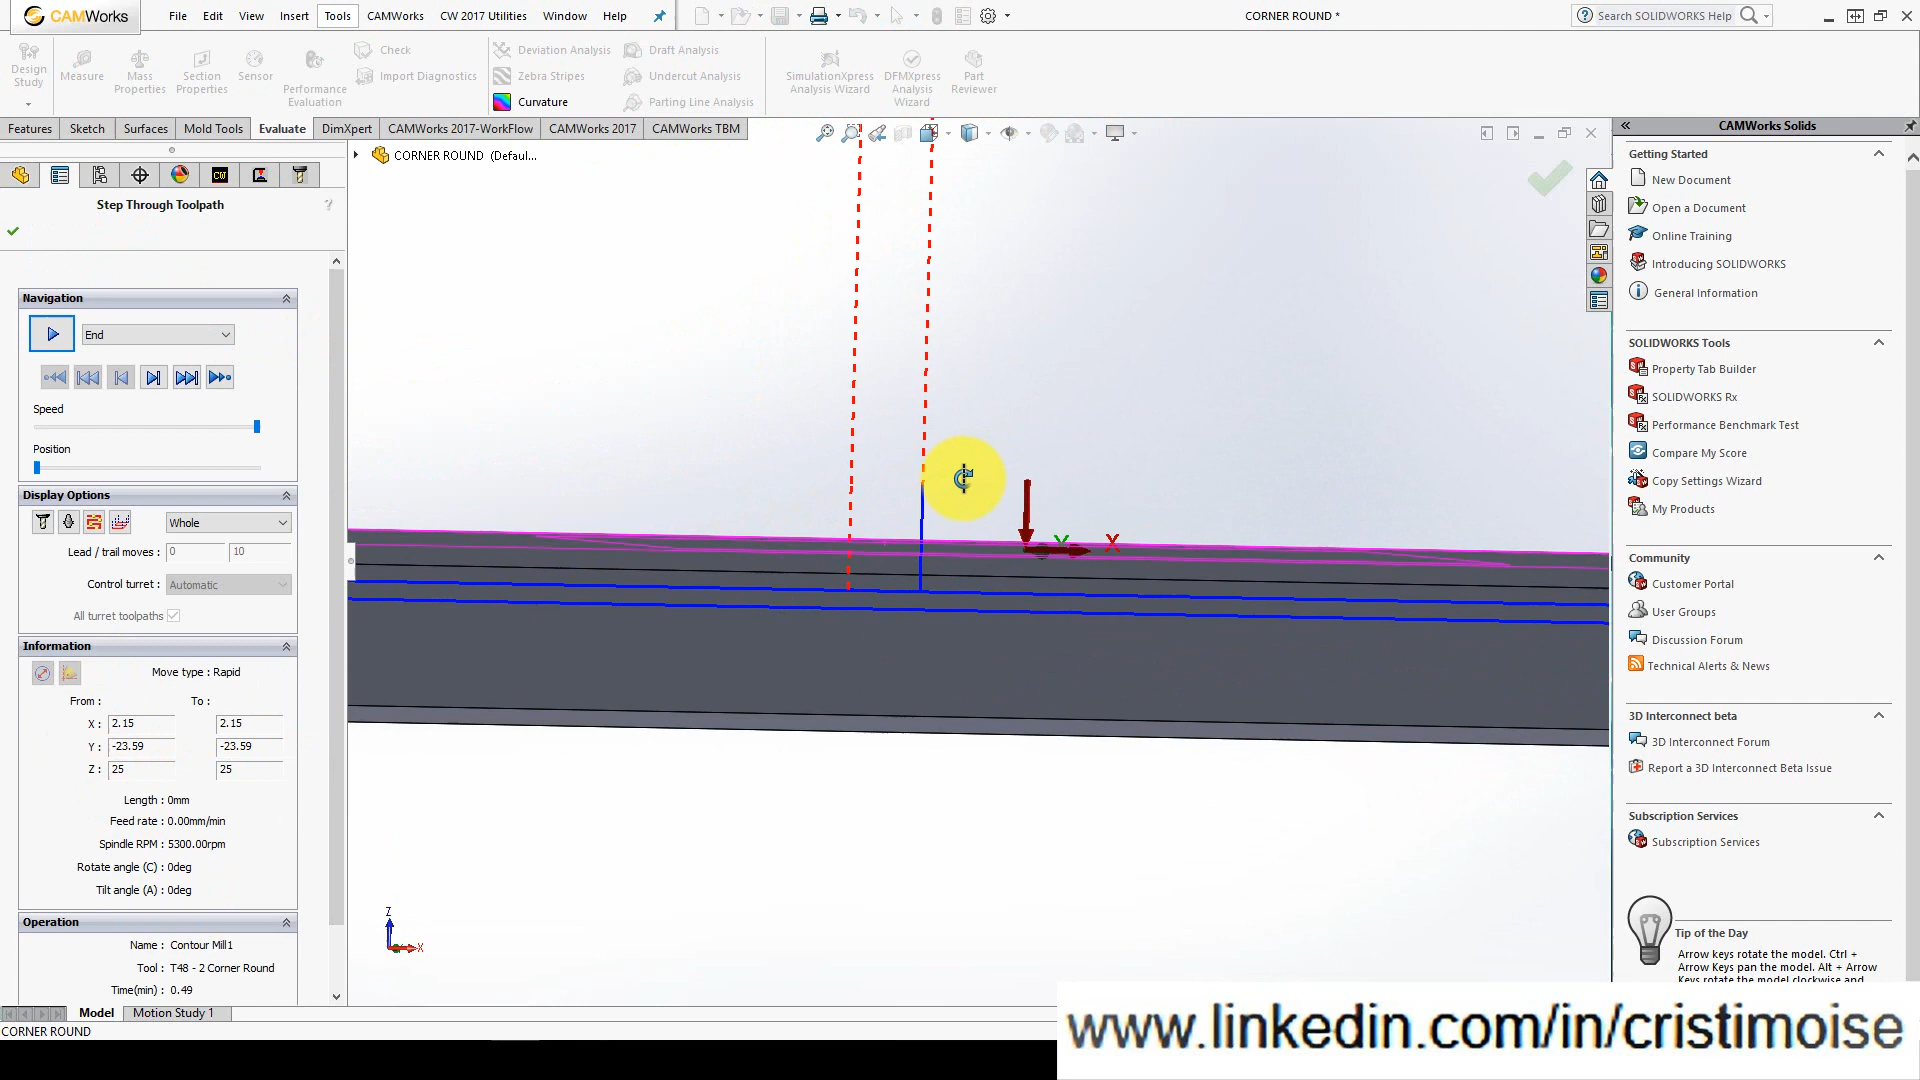 CAMWorks
File Edit View Insert Tools CAMWorks CW 2017 Utilities Window Help
CORNER ROUND *
Search SOLIDWORKS Help
Design Study
Measure
Mass Properties
Section Properties
Sensor
Performance Evaluation
Check
Import Diagnostics
Deviation Analysis
Zebra Stripes
Curvature
Draft Analysis
Undercut Analysis
Parting Line Analysis
SimulationXpress Analysis Wizard
DFMXpress Analysis Wizard
Part Reviewer
Features Sketch Surfaces Mold Tools Evaluate DimXpert CAMWorks 2017-WorkFlow CAMWorks 2017 CAMWorks TBM
CORNER ROUND (Defaul...
Step Through Toolpath
?
Navigation
End
Speed
Position
Display Options
Whole
Lead / trail moves : 0 10
Control turret : Automatic
All turret toolpaths
Information
Move type : Rapid
From : To :
X : 2.15 2.15
Y : -23.59 -23.59
Z : 25 25
Length : 0mm
Feed rate : 0.00mm/min
Spindle RPM : 5300.00rpm
Rotate angle (C) : 0deg
Tilt angle (A) : 0deg
Operation
Name : Contour Mill1
Tool : T48 - 2 Corner Round
Time(min) : 0.49
Y X
Z
X
Model Motion Study 1
CORNER ROUND
CAMWorks Solids
Getting Started
New Document
Open a Document
Online Training
Introducing SOLIDWORKS
General Information
SOLIDWORKS Tools
Property Tab Builder
SOLIDWORKS Rx
Performance Benchmark Test
Compare My Score
Copy Settings Wizard
My Products
Community
Customer Portal
User Groups
Discussion Forum
Technical Alerts & News
3D Interconnect beta
3D Interconnect Forum
Report a 3D Interconnect Beta Issue
Subscription Services
Subscription Services
Tip of the Day
Arrow keys rotate the model. Ctrl +
Arrow Keys pan the model. Alt + Arrow
Keys rotate the model clockwise and
www.linkedin.com/in/cristimoise